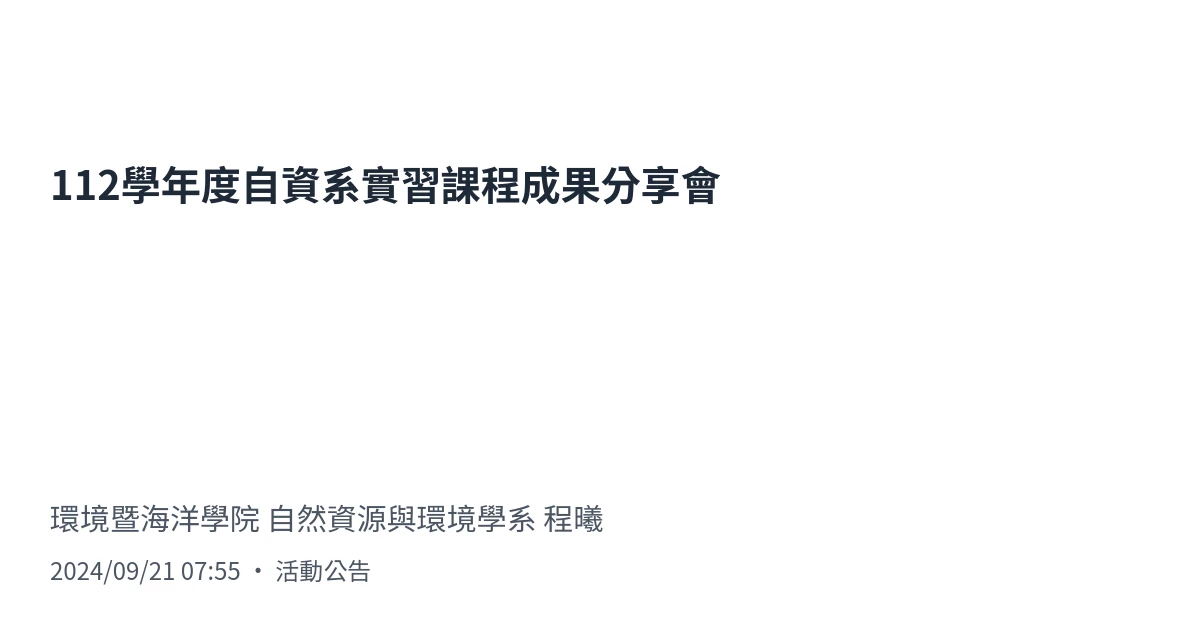 112學年度自資系實習課程成果分享會
環境暨海洋學院 自然資源與環境學系 程曦
2024/09/21 07:55 • 活動公告